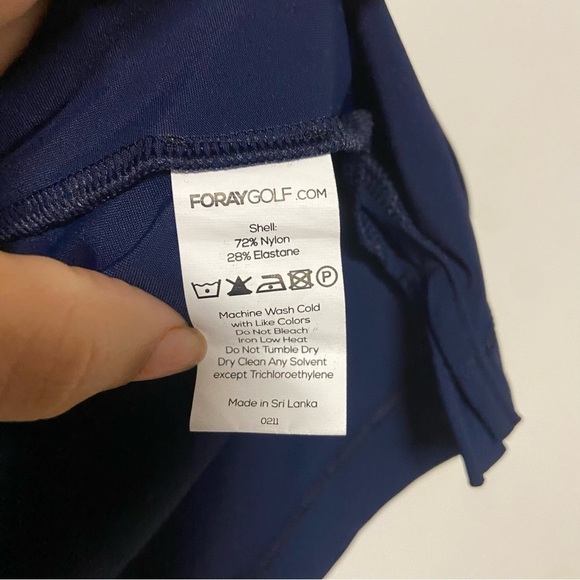 FORAYGOLF.COM
Shell:
72% Nylon
28% Elastane
P
Machine Wash Cold
with Like Colors
Do Not Bleach
Iron Low Heat
Do Not Tumble Dry
Dry Clean Any Solvent
except Trichloroethylene
Made in Sri Lanka
0211